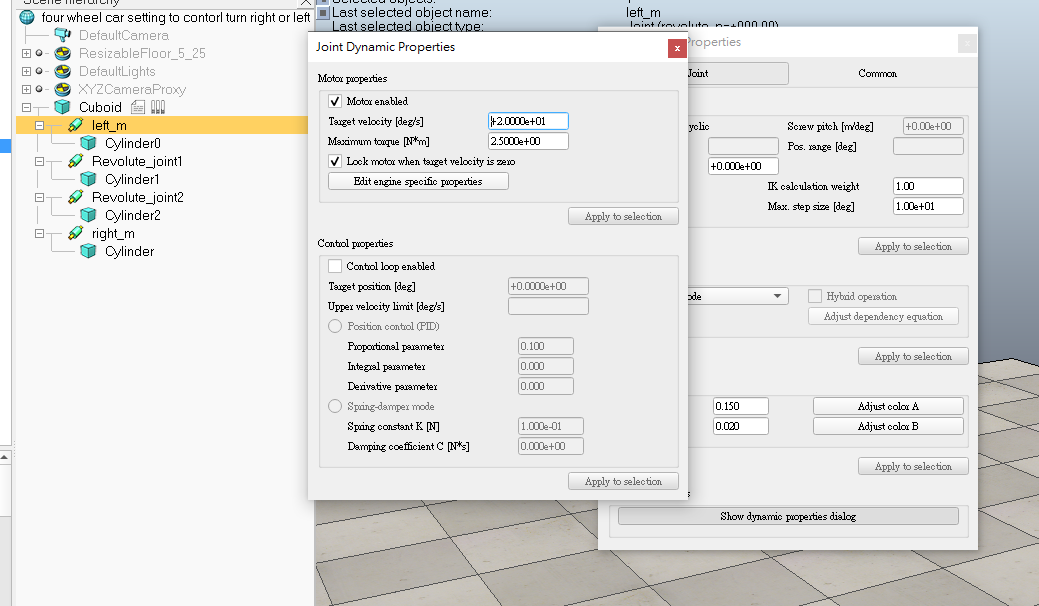 Scene hierarchy
four wheel car setting to contorl turn right or left
DefaultCamera
ResizableFloor_5_25
DefaultLights
XYZCameraProxy
Cuboid
left_m
Cylinder0
Revolute_joint1
Cylinder1
Revolute_joint2
Cylinder2
right_m
Cylinder
Selected objects:
Last selected object name:
left_m
Last selected object type:
Joint (revolute, p=+000.00)
Joint Dynamic Properties
x
Motor properties
Motor enabled
Target velocity [deg/s]
+2.0000e+01
Maximum torque [N*m]
2.5000e+00
Lock motor when target velocity is zero
Edit engine specific properties
Apply to selection
Control properties
Control loop enabled
Target position [deg]
+0.0000e+00
Upper velocity limit [deg/s]
Position control (PID)
Proportional parameter
0.100
Integral parameter
0.000
Derivative parameter
0.000
Spring-damper mode
Spring constant K [N]
1.000e-01
Damping coefficient C [N*s]
0.000e+00
Apply to selection
Properties
Joint
Common
yclic
Screw pitch [m/deg]
+0.00e+00
Pos. range [deg]
+0.000e+00
IK calculation weight
1.00
Max. step size [deg]
1.00e+01
Apply to selection
ode
Hybrid operation
Adjust dependency equation
Apply to selection
0.150
Adjust color A
0.020
Adjust color B
Apply to selection
s
Show dynamic properties dialog